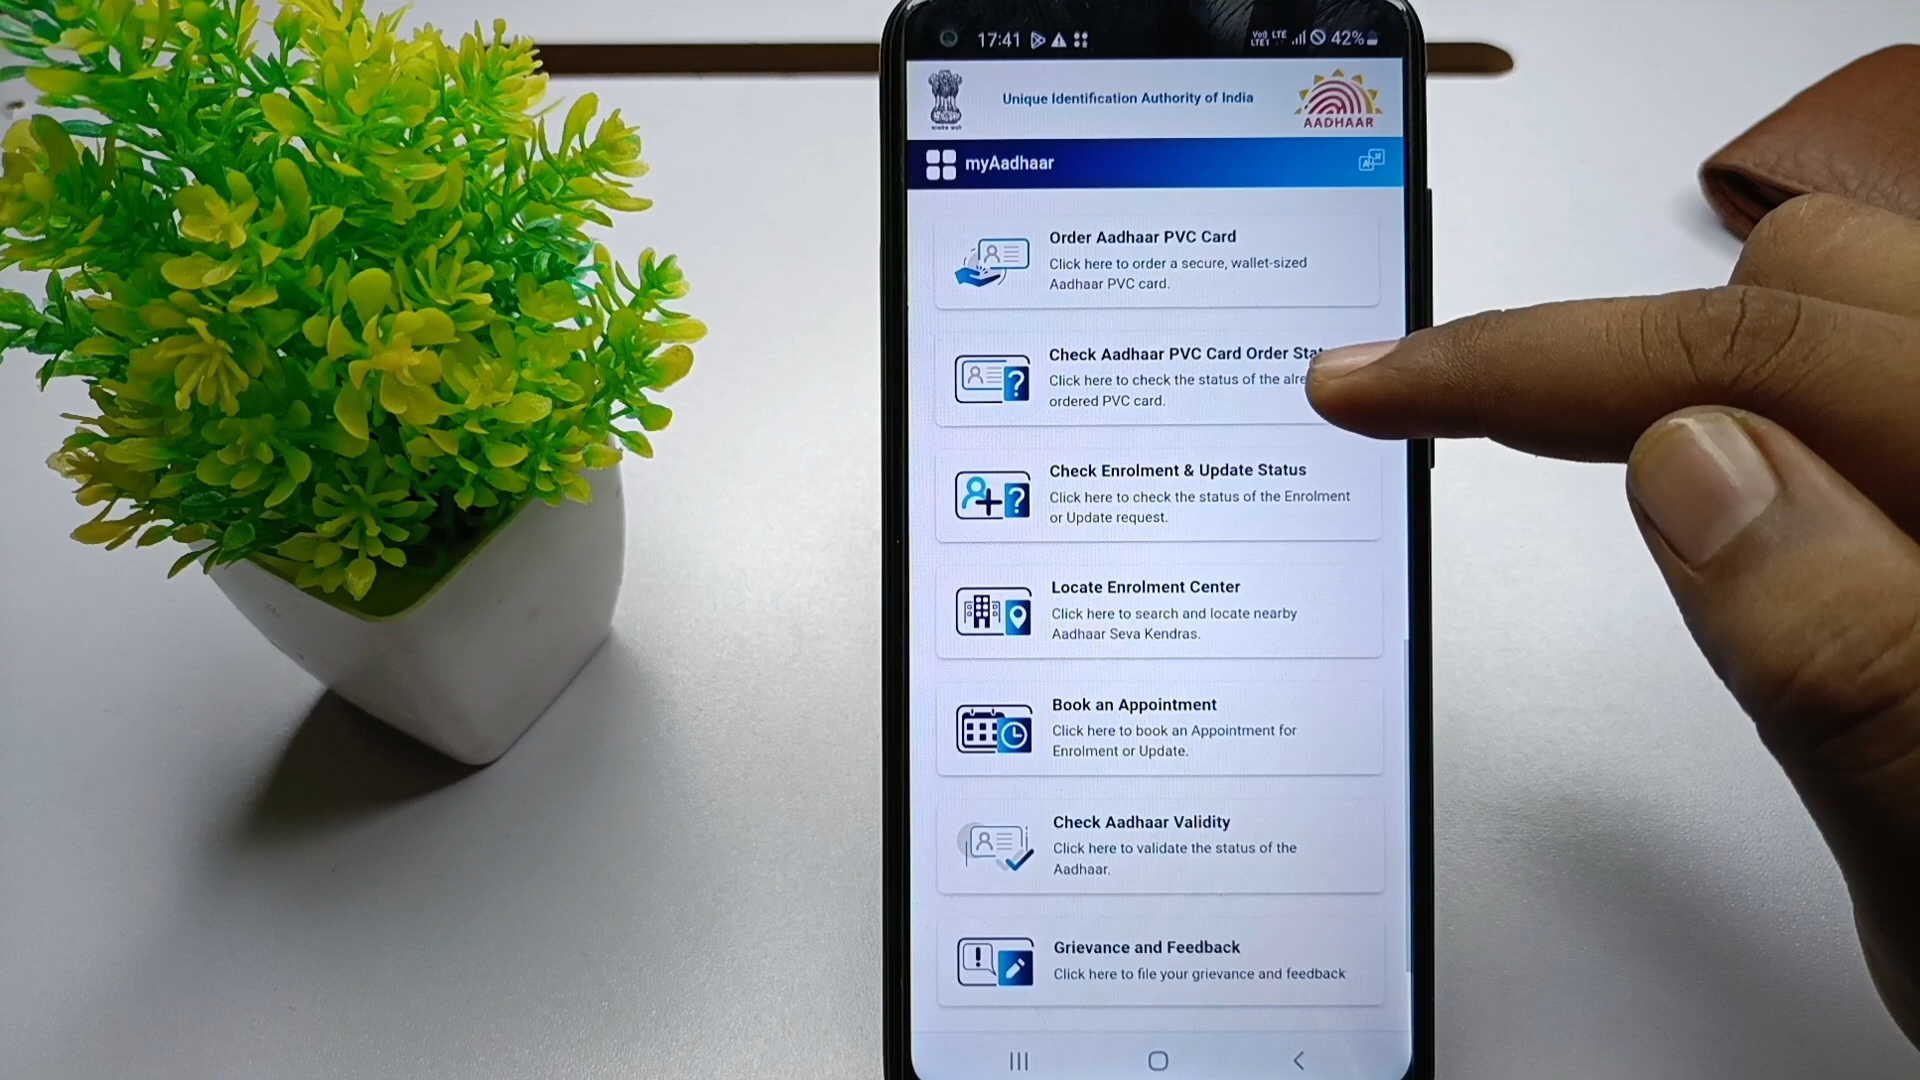 17:41
42%
Unique Identification Authority of India
AADHAAR
myAadhaar
Order Aadhaar PVC Card
Click here to order a secure, wallet-sized
Aadhaar PVC card.
Check Aadhaar PVC Card Order
Click here to check the status of the
ordered PVC card.
Check Enrolment & Update Status
Click here to check the status of the Enrolment
or Update request.
Locate Enrolment Center
Click here to search and locate nearby
Aadhaar Seva Kendras.
Book an Appointment
Click here to book an Appointment for
Enrolment or Update.
Check Aadhaar Validity
Click here to validate the status of the
Aadhaar.
Grievance and Feedback
Click here to file your grievance and feedback